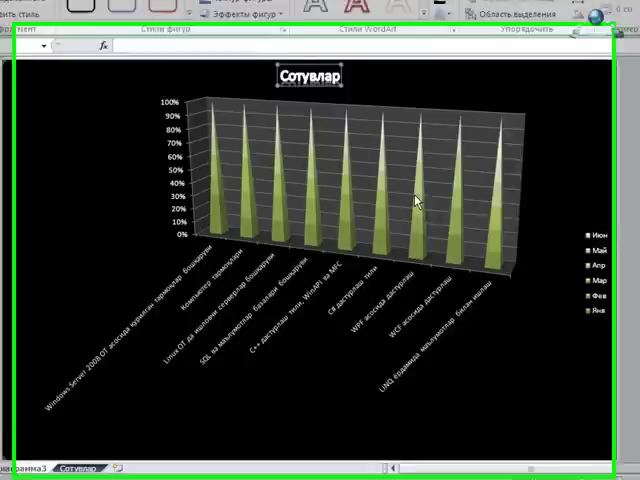 Эффекты фигур
Область выделения
Стили фигур
Стили WordArt
Упорядочить
fx
Сотувлар
100%
90%
80%
70%
60%
50%
40%
30%
20%
10%
0%
Windows Server 2008 ОТ асосида қурилган тармоқлар бошқаруви
Компьютер тармоқлари
Linux ОТ да ишловчи серверлар бошқаруви
SQL ва маълумотлар базалари бошқаруви
C++ дастурлаш тили, WinAPI, ва MFC
C# дастурлаш тили
WPF асосида дастурлаш
WCF асосида дастурлаш
LINQ ёрдамида маълумотлар билан ишлаш
Июн
Май
Апр
Мар
Фев
Янв
Сотувлар